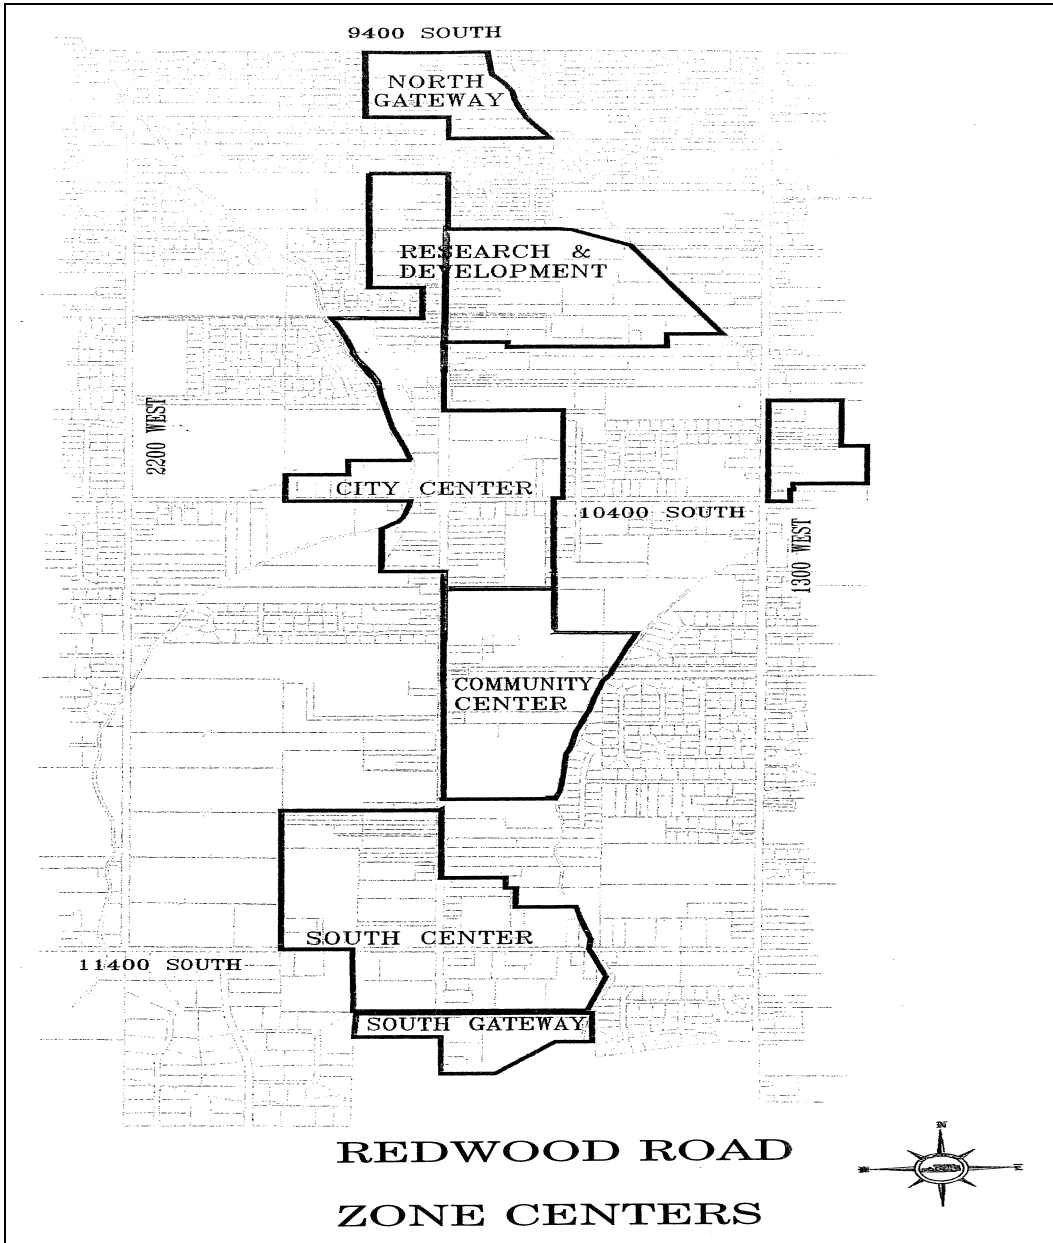 9400 SOUTH
NORTH
GATEWAY
RESEARCH &
DEVELOPMENT
2200 WEST
CITY CENTER
10400 SOUTH
1300 WEST
COMMUNITY
CENTER
SOUTH CENTER
11400 SOUTH
SOUTH GATEWAY
N
E
REDWOOD ROAD
ZONE CENTERS